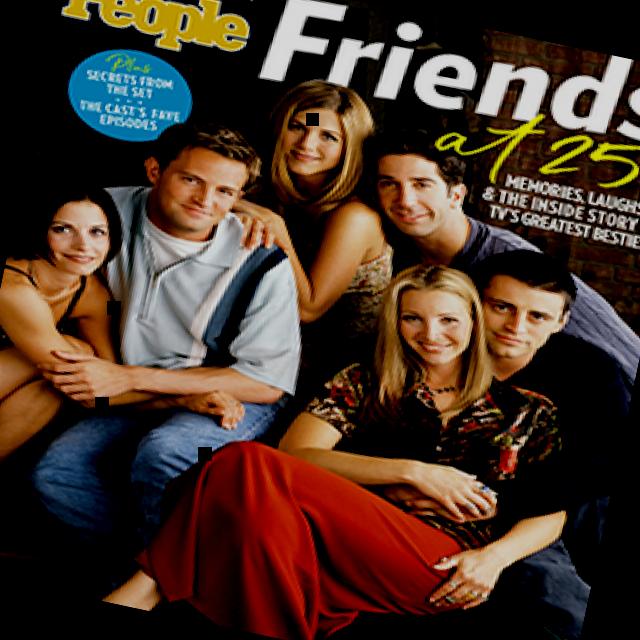 People
Friends
at 25
Plus
SECRETS FROM
THE SET
THE CAST'S FAVE
EPISODES
MEMORIES, LAUGHS
& THE INSIDE STORY
TV'S GREATEST BESTIE